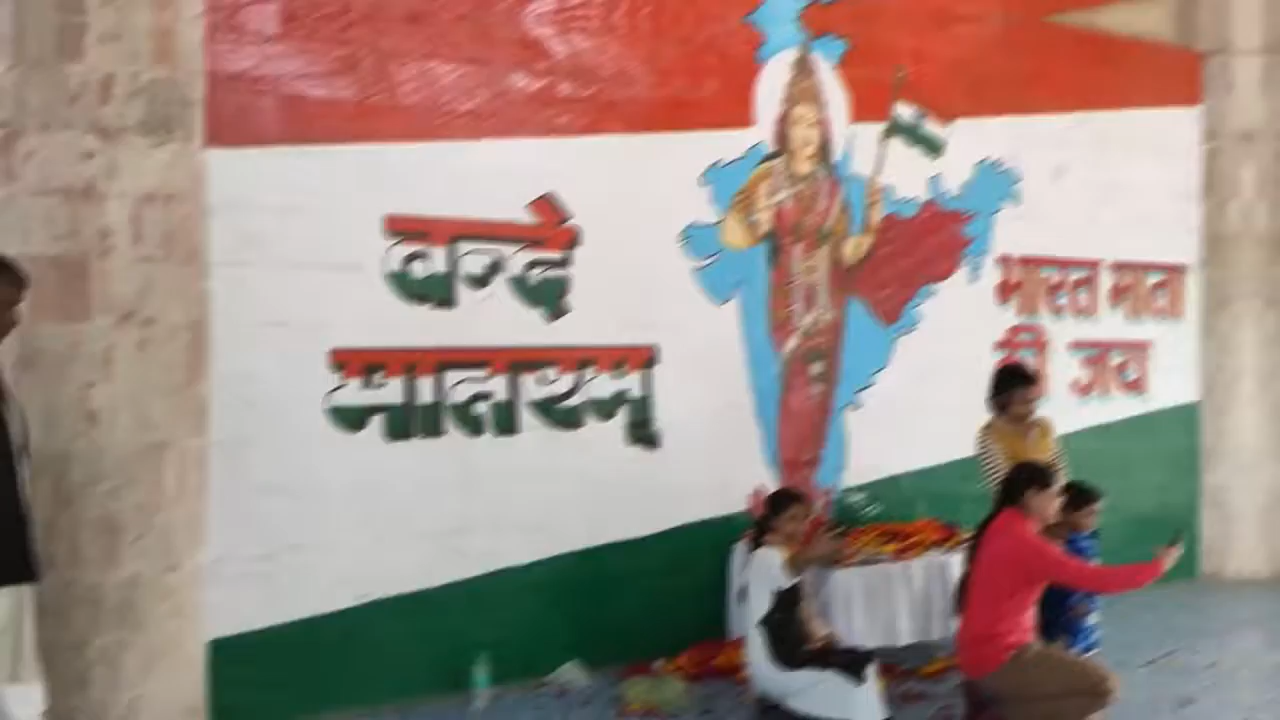 वन्दे
मातरम्
भारत माता
की जय